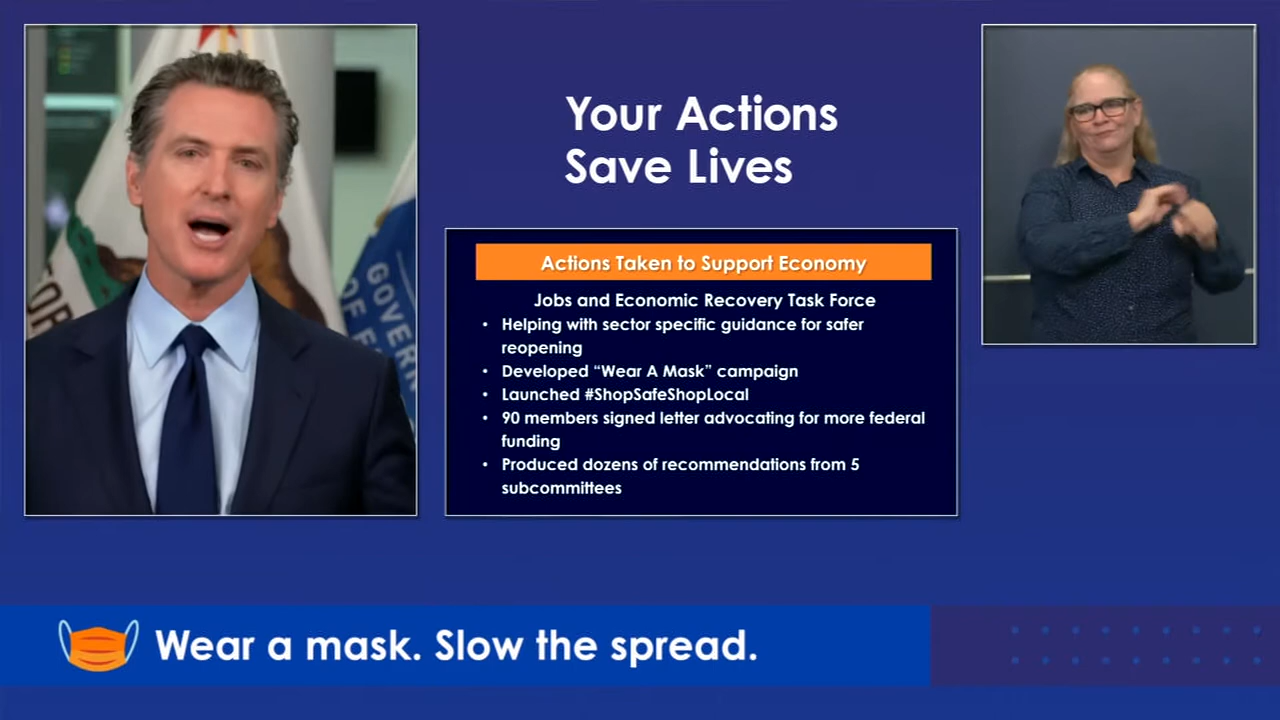 Your Actions
Save Lives
Actions Taken to Support Economy
Jobs and Economic Recovery Task Force
• Helping with sector specific guidance for safer
reopening
• Developed “Wear A Mask” campaign
• Launched #ShopSafeShopLocal
• 90 members signed letter advocating for more federal
funding
• Produced dozens of recommendations from 5
subcommittees
Wear a mask. Slow the spread.